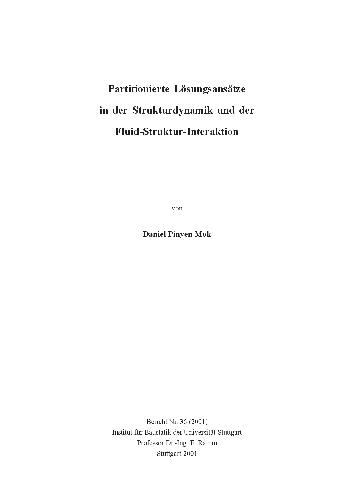 Partitionierte Lösungsansätze
in der Strukturdynamik und der
Fluid-Struktur-Interaktion
von
Daniel Pinyen Mok
Bericht Nr. 36 (2001)
Institut für Baustatik der Universität Stuttgart
Professor Dr.-Ing. E. Ramm
Stuttgart 2001